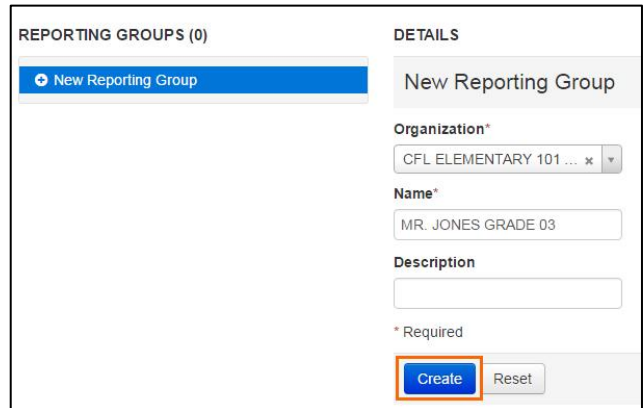 REPORTING GROUPS (0)
New Reporting Group
DETAILS
New Reporting Group
Organization*
CFL ELEMENTARY 101 ... ×
Name*
MR. JONES GRADE 03
Description
* Required
Create Reset